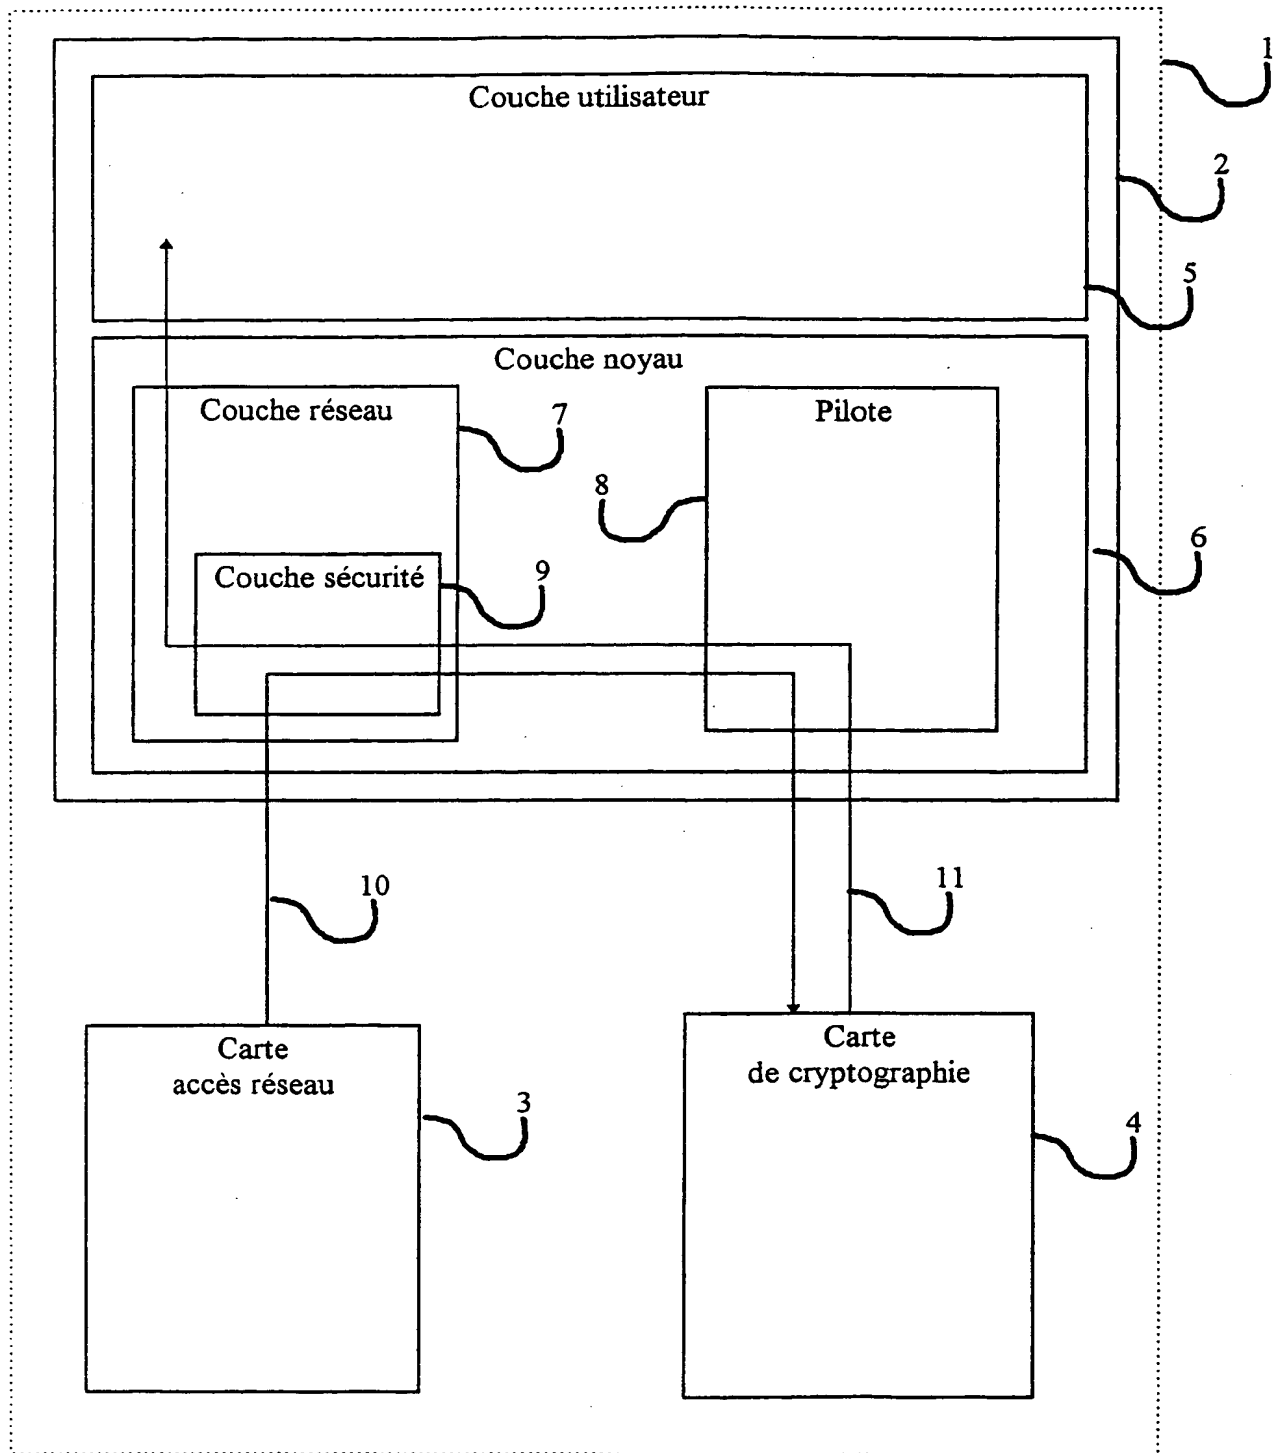 1
Couche utilisateur
2
5
Couche noyau
Couche réseau
7
Pilote
8
6
Couche sécurité
9
10
11
Carte
accès réseau
3
Carte
de cryptographie
4